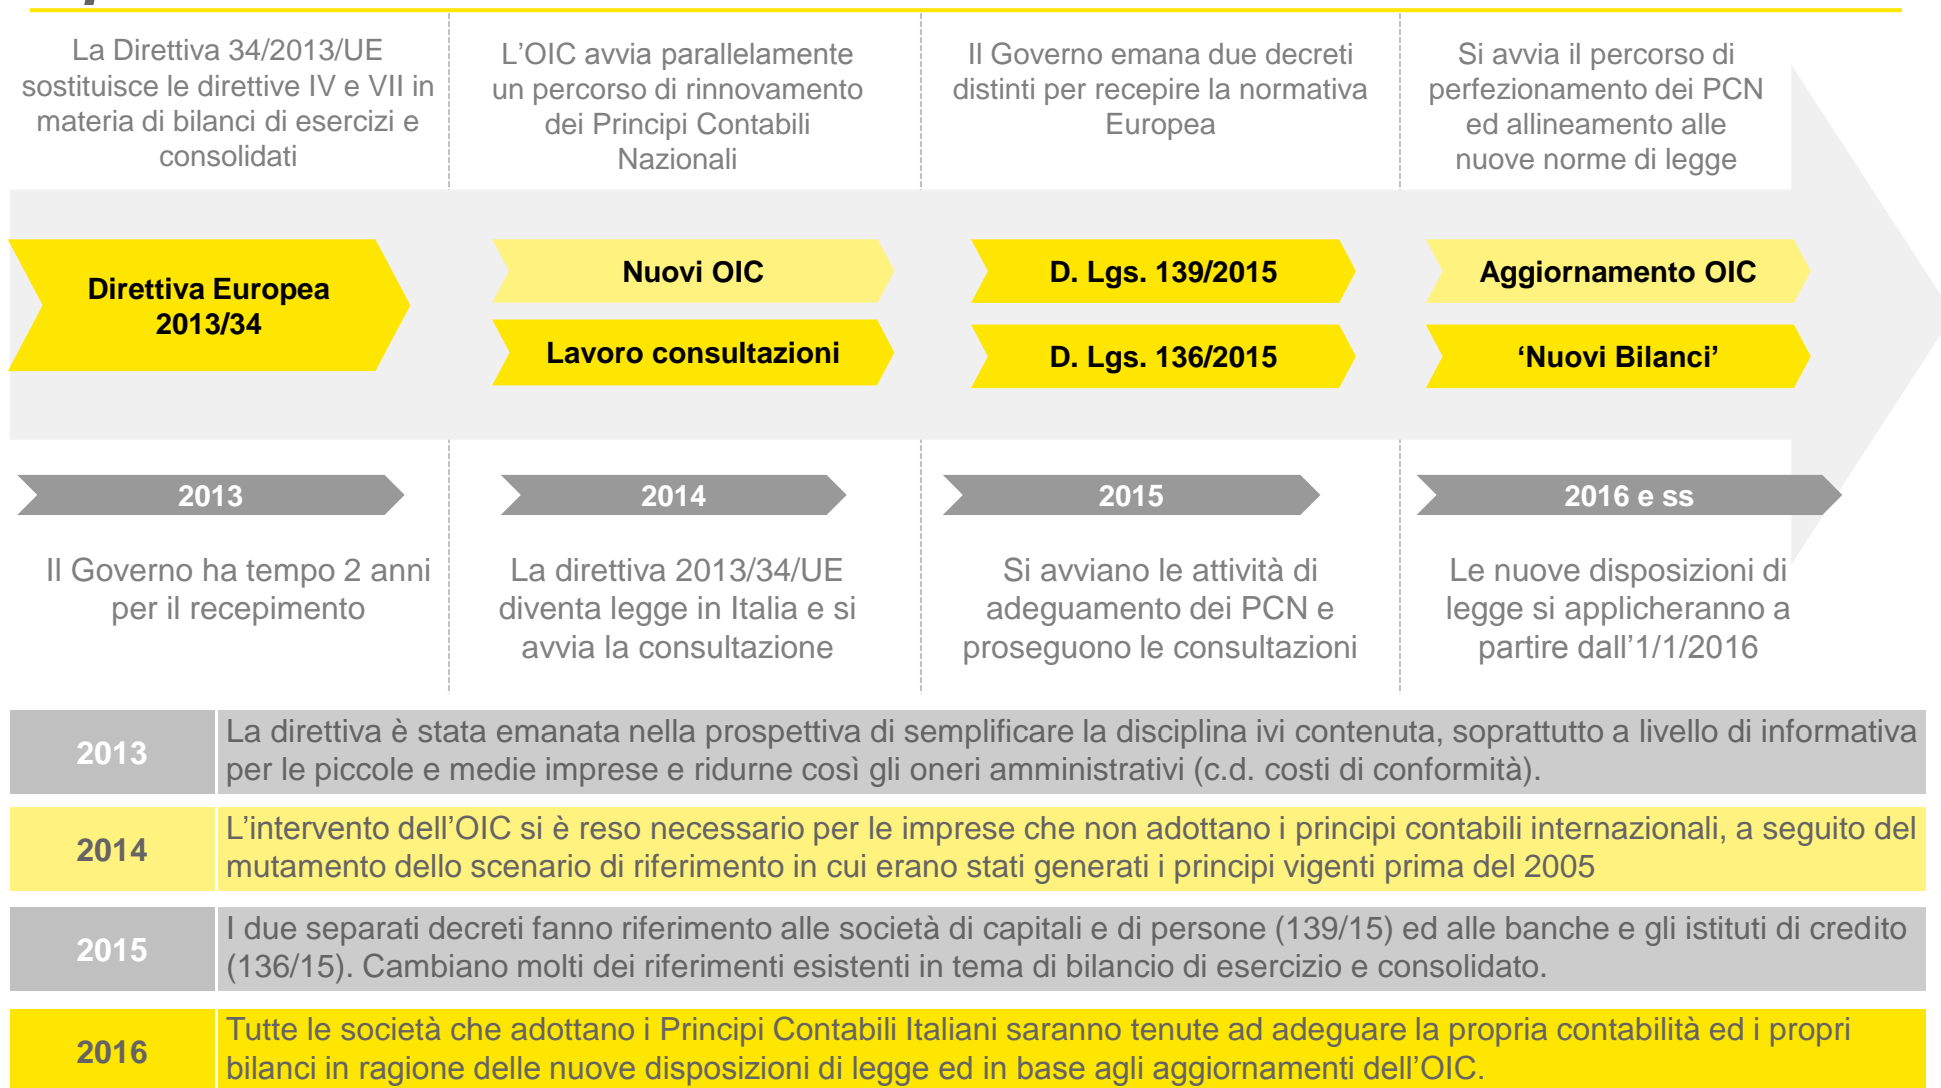 La Direttiva 34/2013/UE
sostituisce le direttive IV e VII in
materia di bilanci di esercizi e
consolidati
L’OIC avvia parallelamente
un percorso di rinnovamento
dei Principi Contabili
Nazionali
Il Governo emana due decreti
distinti per recepire la normativa
Europea
Si avvia il percorso di
perfezionamento dei PCN
ed allineamento alle
nuove norme di legge
Direttiva Europea
2013/34
Nuovi OIC
Lavoro consultazioni
D. Lgs. 139/2015
D. Lgs. 136/2015
Aggiornamento OIC
‘Nuovi Bilanci’
2013
2014
2015
2016 e ss
Il Governo ha tempo 2 anni
per il recepimento
La direttiva 2013/34/UE
diventa legge in Italia e si
avvia la consultazione
Si avviano le attività di
adeguamento dei PCN e
proseguono le consultazioni
Le nuove disposizioni di
legge si applicheranno a
partire dall’1/1/2016
2013
La direttiva è stata emanata nella prospettiva di semplificare la disciplina ivi contenuta, soprattutto a livello di informativa
per le piccole e medie imprese e ridurne così gli oneri amministrativi (c.d. costi di conformità).
2014
L’intervento dell’OIC si è reso necessario per le imprese che non adottano i principi contabili internazionali, a seguito del
mutamento dello scenario di riferimento in cui erano stati generati i principi vigenti prima del 2005
2015
I due separati decreti fanno riferimento alle società di capitali e di persone (139/15) ed alle banche e gli istituti di credito
(136/15). Cambiano molti dei riferimenti esistenti in tema di bilancio di esercizio e consolidato.
2016
Tutte le società che adottano i Principi Contabili Italiani saranno tenute ad adeguare la propria contabilità ed i propri
bilanci in ragione delle nuove disposizioni di legge ed in base agli aggiornamenti dell’OIC.